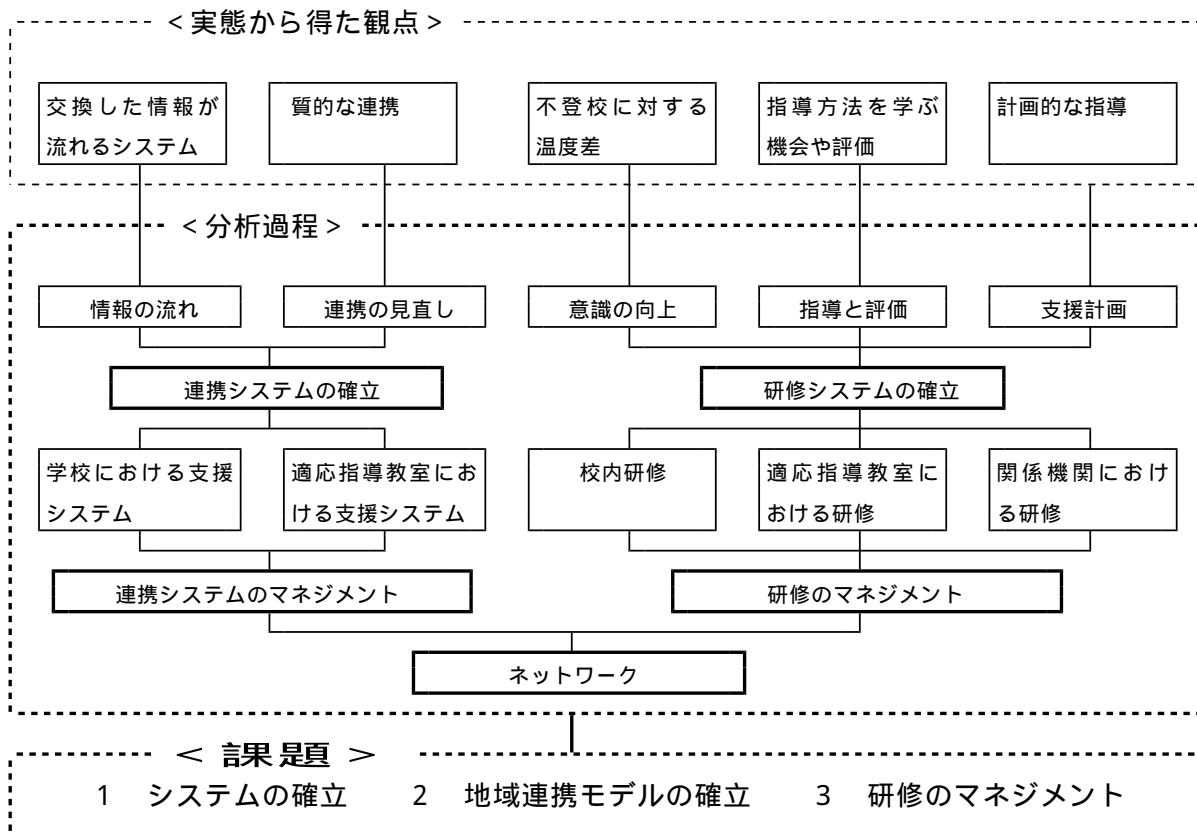 ＜実態から得た観点＞
交換した情報が
流れるシステム
質的な連携
不登校に対する
温度差
指導方法を学ぶ
機会や評価
計画的な指導
＜分析過程＞
情報の流れ
連携の見直し
意識の向上
指導と評価
支援計画
連携システムの確立
研修システムの確立
学校における支援
システム
適応指導教室にお
ける支援システム
校内研修
適応指導教室に
おける研修
関係機関におけ
る研修
連携システムのマネジメント
研修のマネジメント
ネットワーク
＜課題＞
1 システムの確立 2 地域連携モデルの確立 3 研修のマネジメント